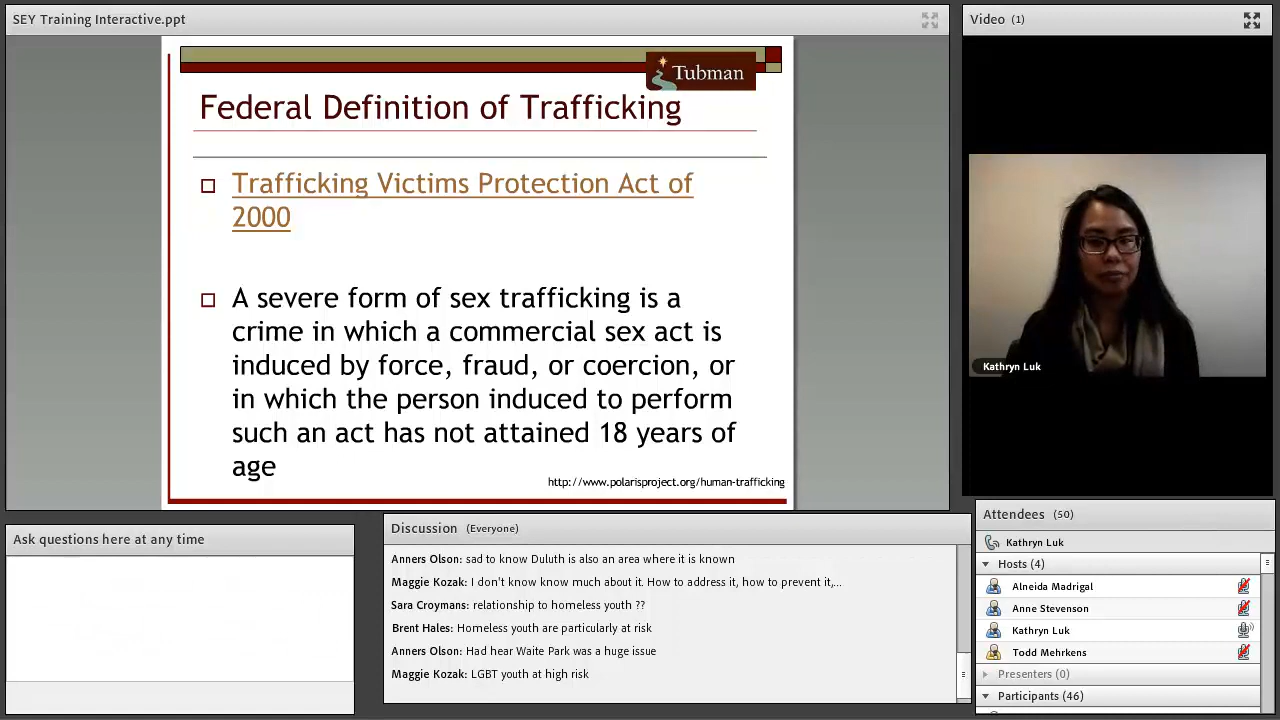 SEY Training Interactive.ppt
Tubman
Federal Definition of Trafficking
Trafficking Victims Protection Act of
2000
A severe form of sex trafficking is a
crime in which a commercial sex act is
induced by force, fraud, or coercion, or
in which the person induced to perform
such an act has not attained 18 years of
age
http://www.polarisproject.org/human-trafficking
Video (1)
Kathryn Luk
Ask questions here at any time
Discussion (Everyone)
Anners Olson: sad to know Duluth is also an area where it is known
Maggie Kozak: I don't know know much about it. How to address it, how to prevent it,...
Sara Croymans: relationship to homeless youth ??
Brent Hales: Homeless youth are particularly at risk
Anners Olson: Had hear Waite Park was a huge issue
Maggie Kozak: LGBT youth at high risk
Attendees (50)
Kathryn Luk
Hosts (4)
Alneida Madrigal
Anne Stevenson
Kathryn Luk
Todd Mehrkens
Presenters (0)
Participants (46)